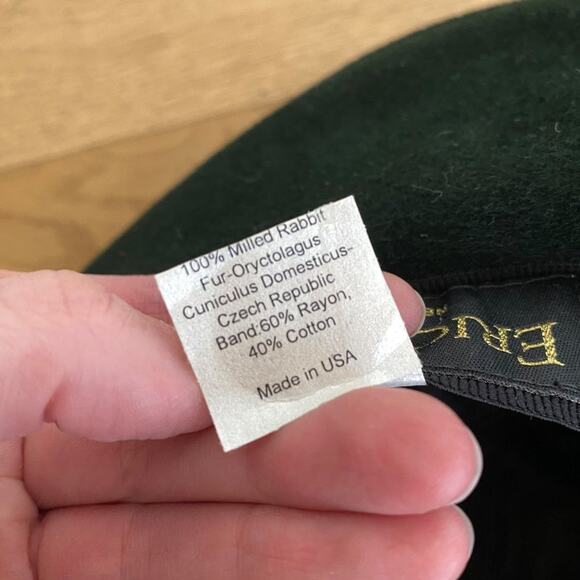 100% Milled Rabbit
Fur-Oryctolagus
Cuniculus Domesticus-
Czech Republic
Band:60% Rayon,
40% Cotton
Made in USA